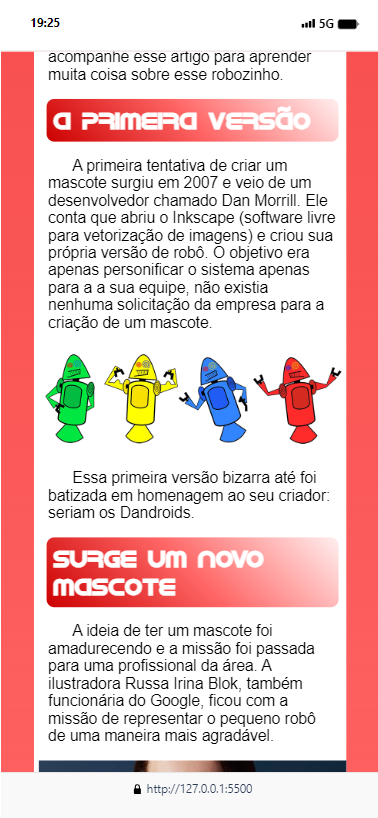 19:25
5G
acompanhe esse artigo para aprender
muita coisa sobre esse robozinho.
A PRIMEIRA VERSÃO
A primeira tentativa de criar um
mascote surgiu em 2007 e veio de um
desenvolvedor chamado Dan Morrill. Ele
conta que abriu o Inkscape (software livre
para vetorização de imagens) e criou sua
própria versão de robô. O objetivo era
apenas personificar o sistema apenas
para a a sua equipe, não existia
nenhuma solicitação da empresa para a
criação de um mascote.
Essa primeira versão bizarra até foi
batizada em homenagem ao seu criador:
seriam os Dandroids.
SURGE UM NOVO
MASCOTE
A ideia de ter um mascote foi
amadurecendo e a missão foi passada
para uma profissional da área. A
ilustradora Russa Irina Blok, também
funcionária do Google, ficou com a
missão de representar o pequeno robô
de uma maneira mais agradável.
http://127.0.0.1:5500